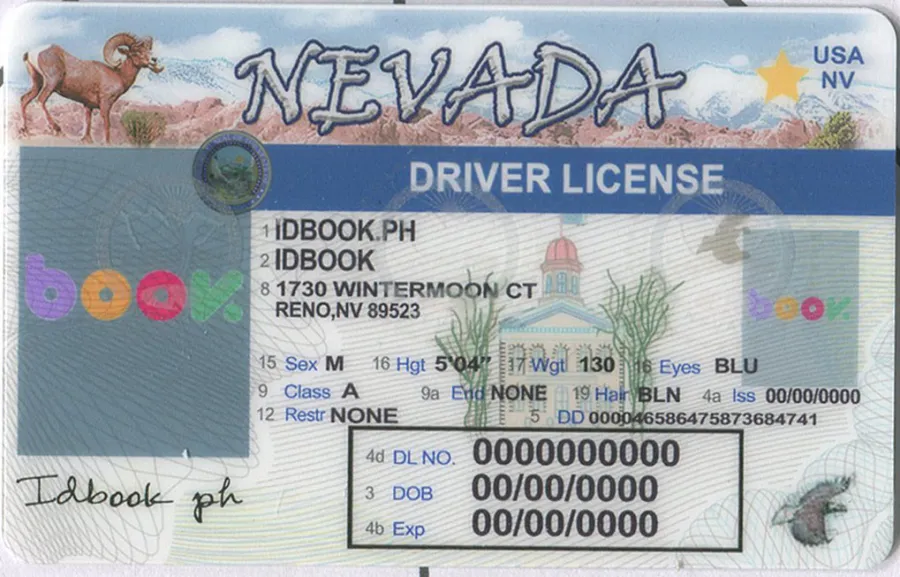 NEVADA
USA
NV
DRIVER LICENSE
1 IDBOOK.PH
2 IDBOOK
8 1730 WINTERMOON CT
RENO,NV 89523
book
book
15 Sex M 16 Hgt 5'04" 17 Wgt 130 18 Eyes BLU
9 Class A 9a End NONE 19 Hair BLN 4a Iss 00/00/0000
12 Restr NONE 5 DD 000046586475873684741
4d DL NO. 0000000000
3 DOB 00/00/0000
4b Exp 00/00/0000
Idbook ph